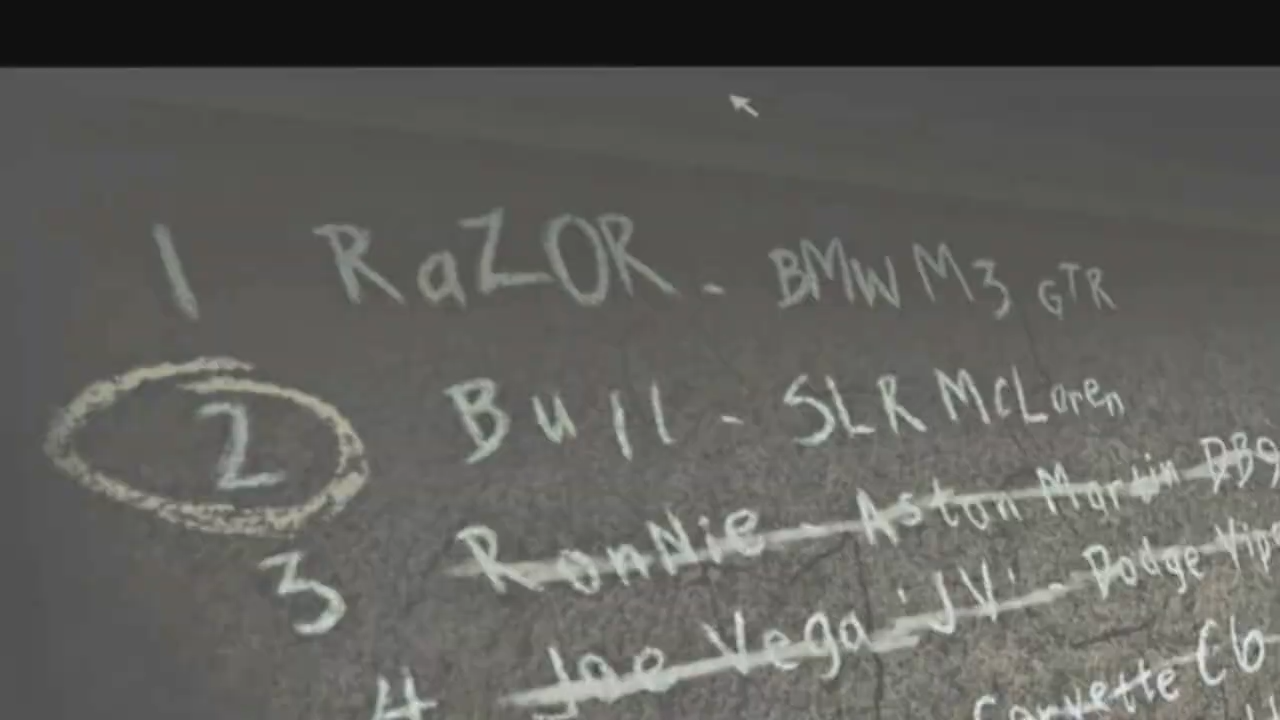 1 RaZOR - BMW M3 GTR
2 Bull - SLR McLaren
3 RonNie - Aston Martin DB9
4 Joe Vega 'JV' - Dodge Vip
Corvette C6